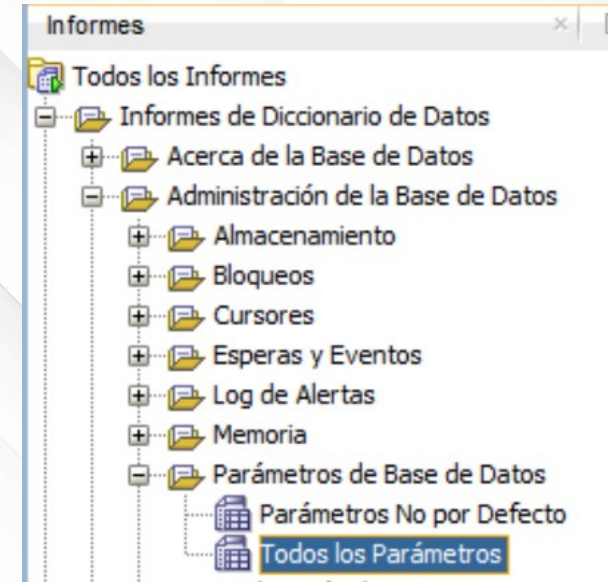 Informes
Todos los Informes
Informes de Diccionario de Datos
Acerca de la Base de Datos
Administración de la Base de Datos
Almacenamiento
Bloqueos
Cursores
Esperas y Eventos
Log de Alertas
Memoria
Parámetros de Base de Datos
Parámetros No por Defecto
Todos los Parámetros